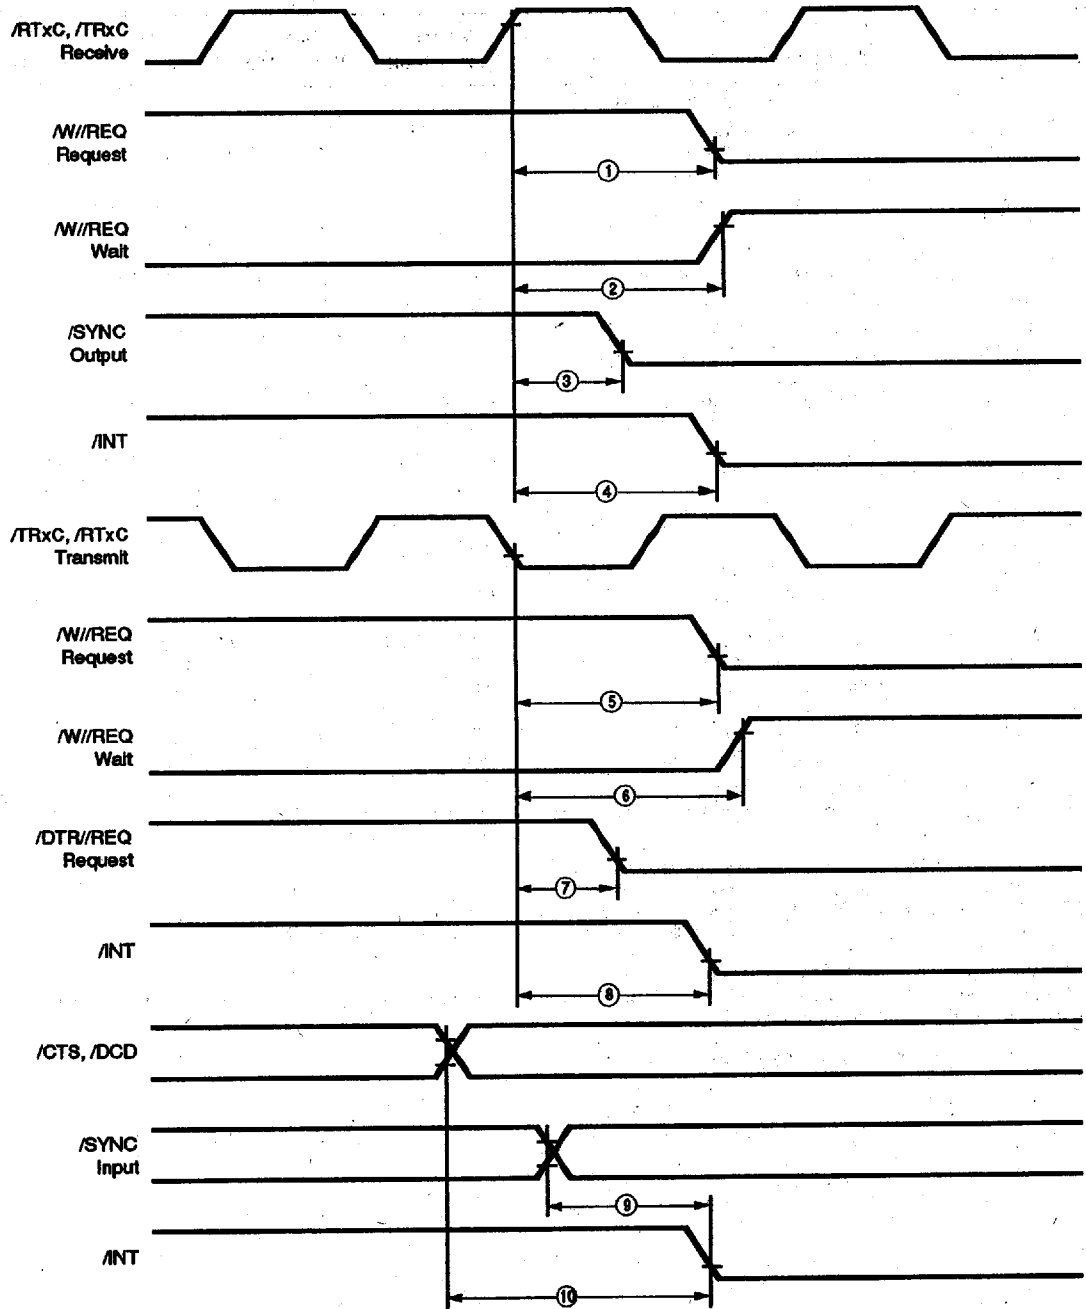 /RTxC, /TRxC
Receive
/W//REQ
Request
1
/W//REQ
Wait
2
/SYNC
Output
3
/INT
4
/TRxC, /RTxC
Transmit
/W//REQ
Request
5
/W//REQ
Wait
6
/DTR//REQ
Request
7
/INT
8
/CTS, /DCD
/SYNC
Input
9
/INT
10